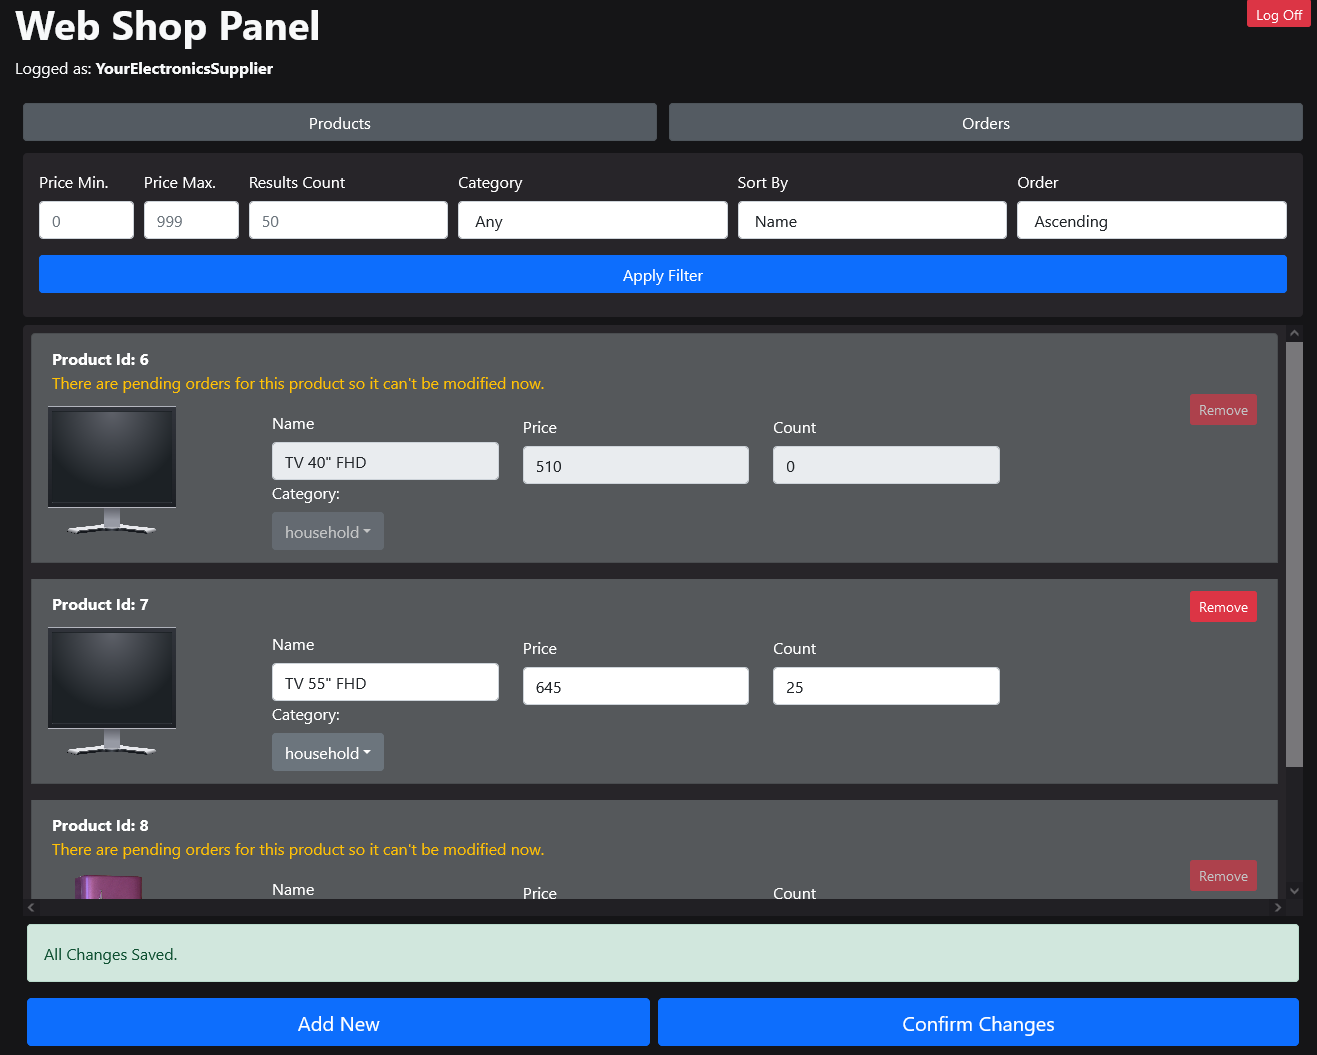 Web Shop Panel
Log Off
Logged as: YourElectronicsSupplier
Products Orders
Price Min. Price Max. Results Count Category Sort By Order
0 999 50 Any Name Ascending
Apply Filter
Product Id: 6
There are pending orders for this product so it can't be modified now.
Remove
Name Price Count
TV 40" FHD 510 0
Category:
household
Product Id: 7
Remove
Name Price Count
TV 55" FHD 645 25
Category:
household
Product Id: 8
There are pending orders for this product so it can't be modified now.
Remove
Name Price Count
All Changes Saved.
Add New Confirm Changes